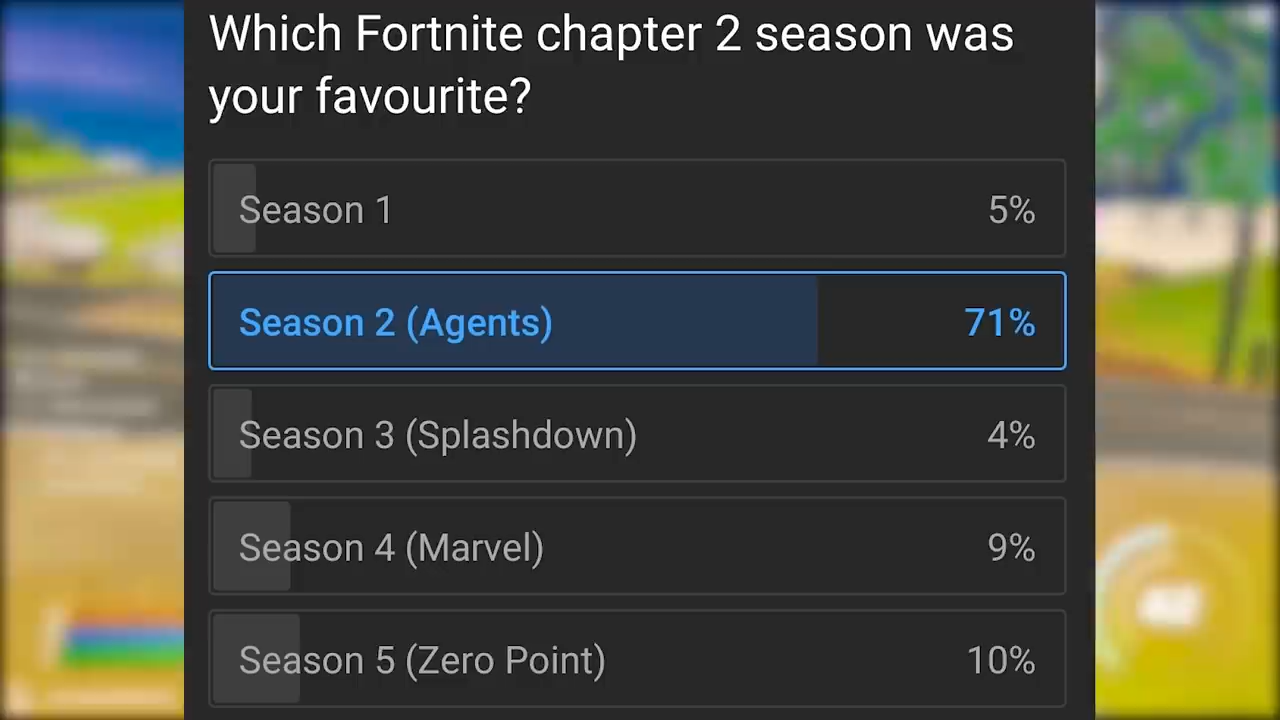 Which Fortnite chapter 2 season was
your favourite?
Season 1 5%
Season 2 (Agents) 71%
Season 3 (Splashdown) 4%
Season 4 (Marvel) 9%
Season 5 (Zero Point) 10%